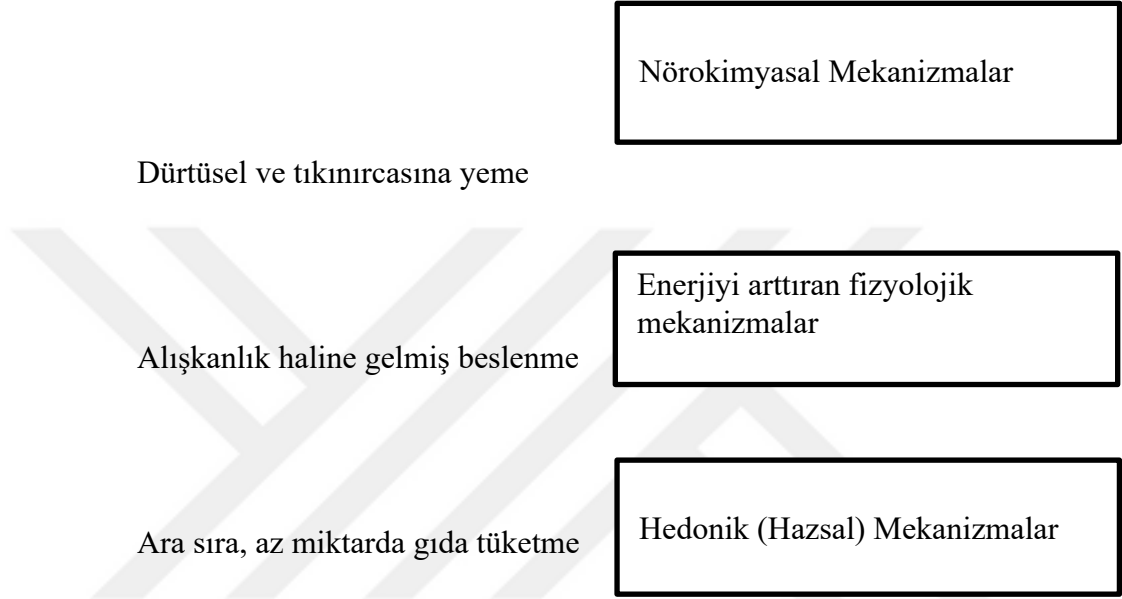 Nörokimyasal Mekanizmalar
Dürtüsel ve tıkınırcasına yeme
Enerjiyi arttıran fizyolojik
mekanizmalar
Alışkanlık haline gelmiş beslenme
Hedonik (Hazsal) Mekanizmalar
Ara sıra, az miktarda gıda tüketme